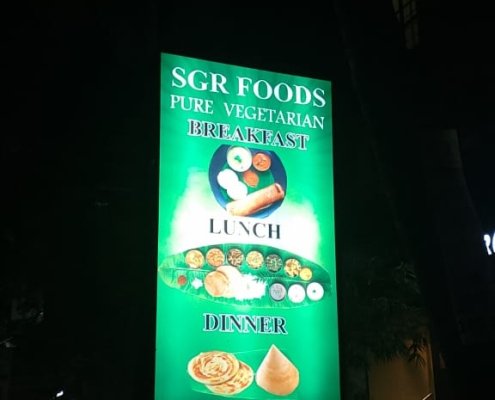 SGR FOODS
PURE VEGETARIAN
BREAKFAST
LUNCH
DINNER